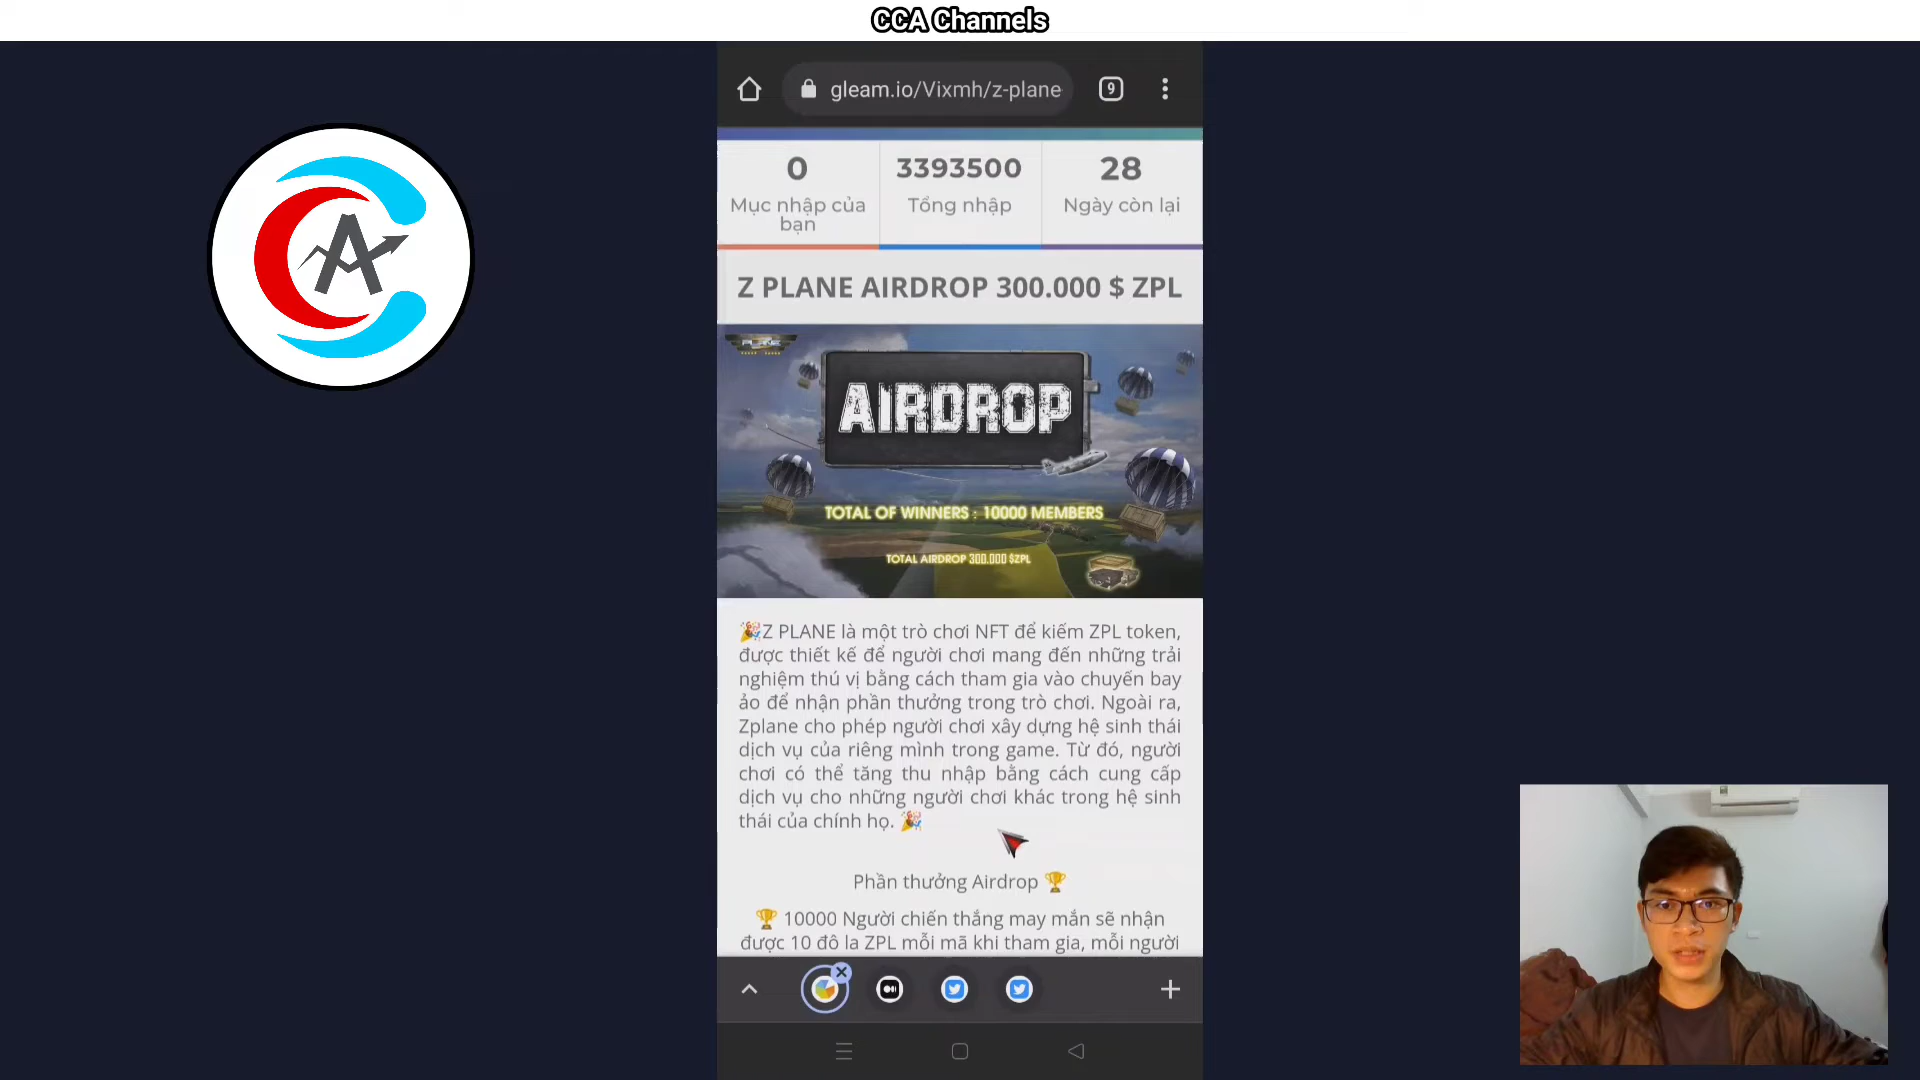 CCA Channels
gleam.io/Vixmh/z-plane
9
0
3393500
28
Mục nhập của
bạn
Tổng nhập
Ngày còn lại
Z PLANE AIRDROP 300.000 $ ZPL
PLANE
AIRDROP
TOTAL OF WINNERS : 10000 MEMBERS
TOTAL AIRDROP 300.000 $ZPL
🎉Z PLANE là một trò chơi NFT để kiếm ZPL token,
được thiết kế để người chơi mang đến những trải
nghiệm thú vị bằng cách tham gia vào chuyến bay
ảo để nhận phần thưởng trong trò chơi. Ngoài ra,
Zplane cho phép người chơi xây dựng hệ sinh thái
dịch vụ của riêng mình trong game. Từ đó, người
chơi có thể tăng thu nhập bằng cách cung cấp
dịch vụ cho những người chơi khác trong hệ sinh
thái của chính họ. 🎉
Phần thưởng Airdrop 🏆
🏆 10000 Người chiến thắng may mắn sẽ nhận
được 10 đô la ZPL mỗi mã khi tham gia, mỗi người